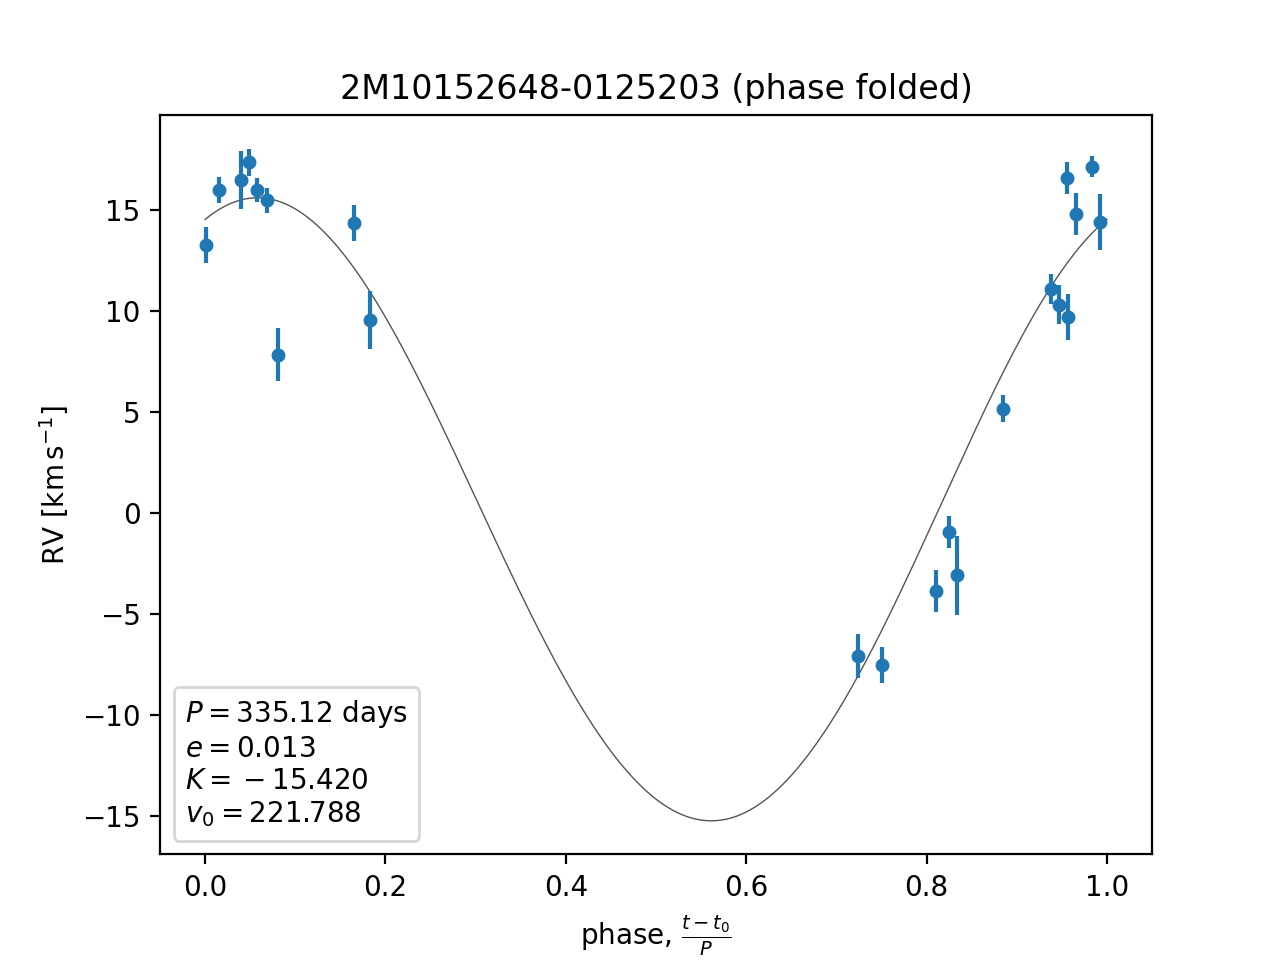 2M10152648-0125203 (phase folded)
RV [km s⁻¹]
15
10
5
0
−5
−10
−15
P = 335.12 days
e = 0.013
K = −15.420
v₀ = 221.788
0.0 0.2 0.4 0.6 0.8 1.0
phase, (t − t₀)/P